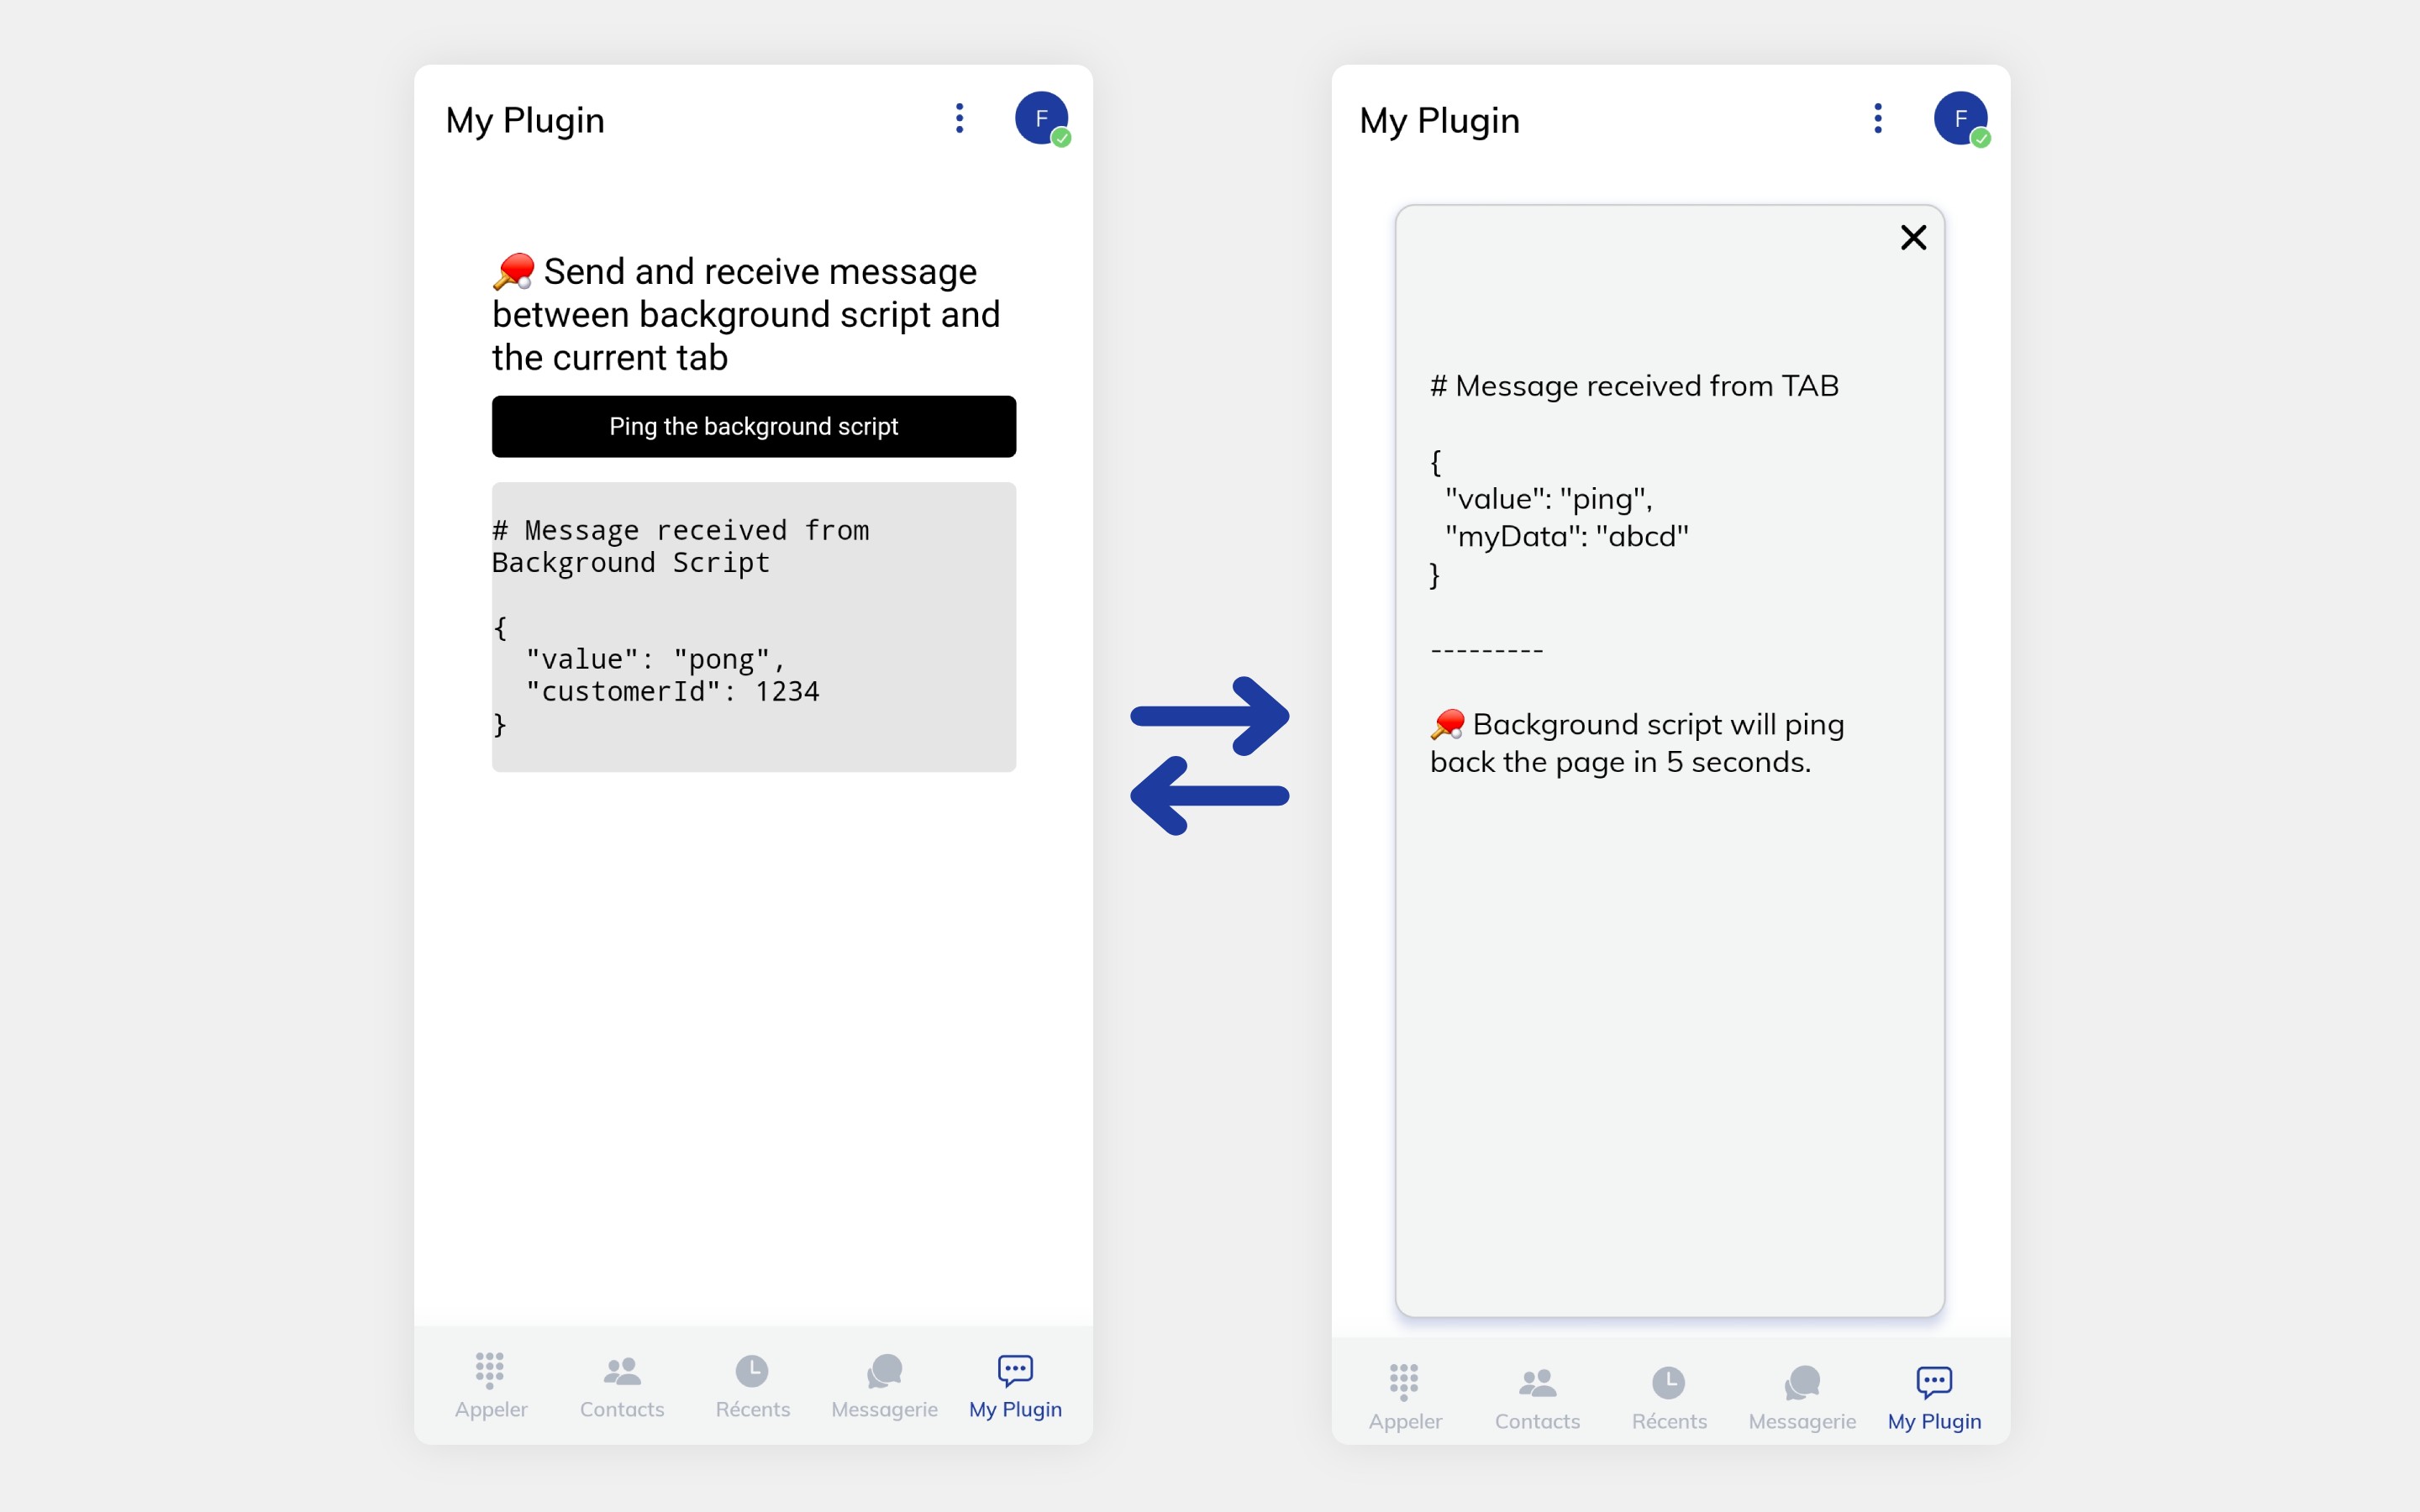 My Plugin
F
🏓 Send and receive message
between background script and
the current tab
Ping the background script
# Message received from
Background Script
{
  "value": "pong",
  "customerId": 1234
}
Appeler
Contacts
Récents
Messagerie
My Plugin
My Plugin
F
# Message received from TAB
{
  "value": "ping",
  "myData": "abcd"
}
---------
🏓 Background script will ping
back the page in 5 seconds.
Appeler
Contacts
Récents
Messagerie
My Plugin